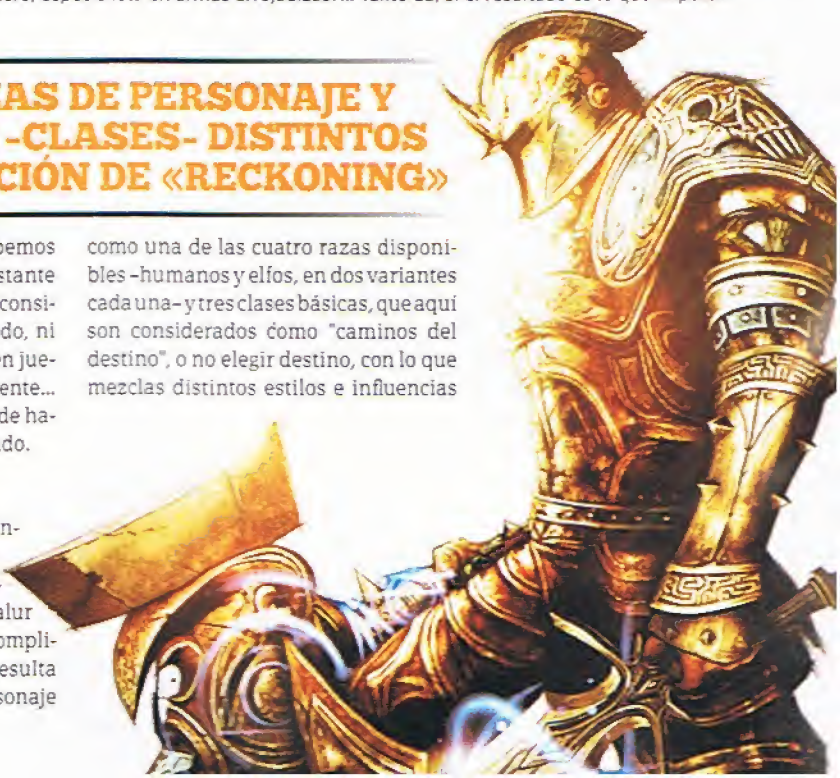 AS DE PERSONAJE Y
-CLASES- DISTINTOS
CIÓN DE «RECKONING»
bemos
stante
consi-
do, ni
en jue-
ente...
de ha-
do.
n-
alur
ompli-
esulta
sonaje
como una de las cuatro razas disponi-
bles -humanos y elfos, en dos variantes
cada una- y tres clases básicas, que aquí
son considerados como "caminos del
destino", o no elegir destino, con lo que
mezclas distintos estilos e influencias